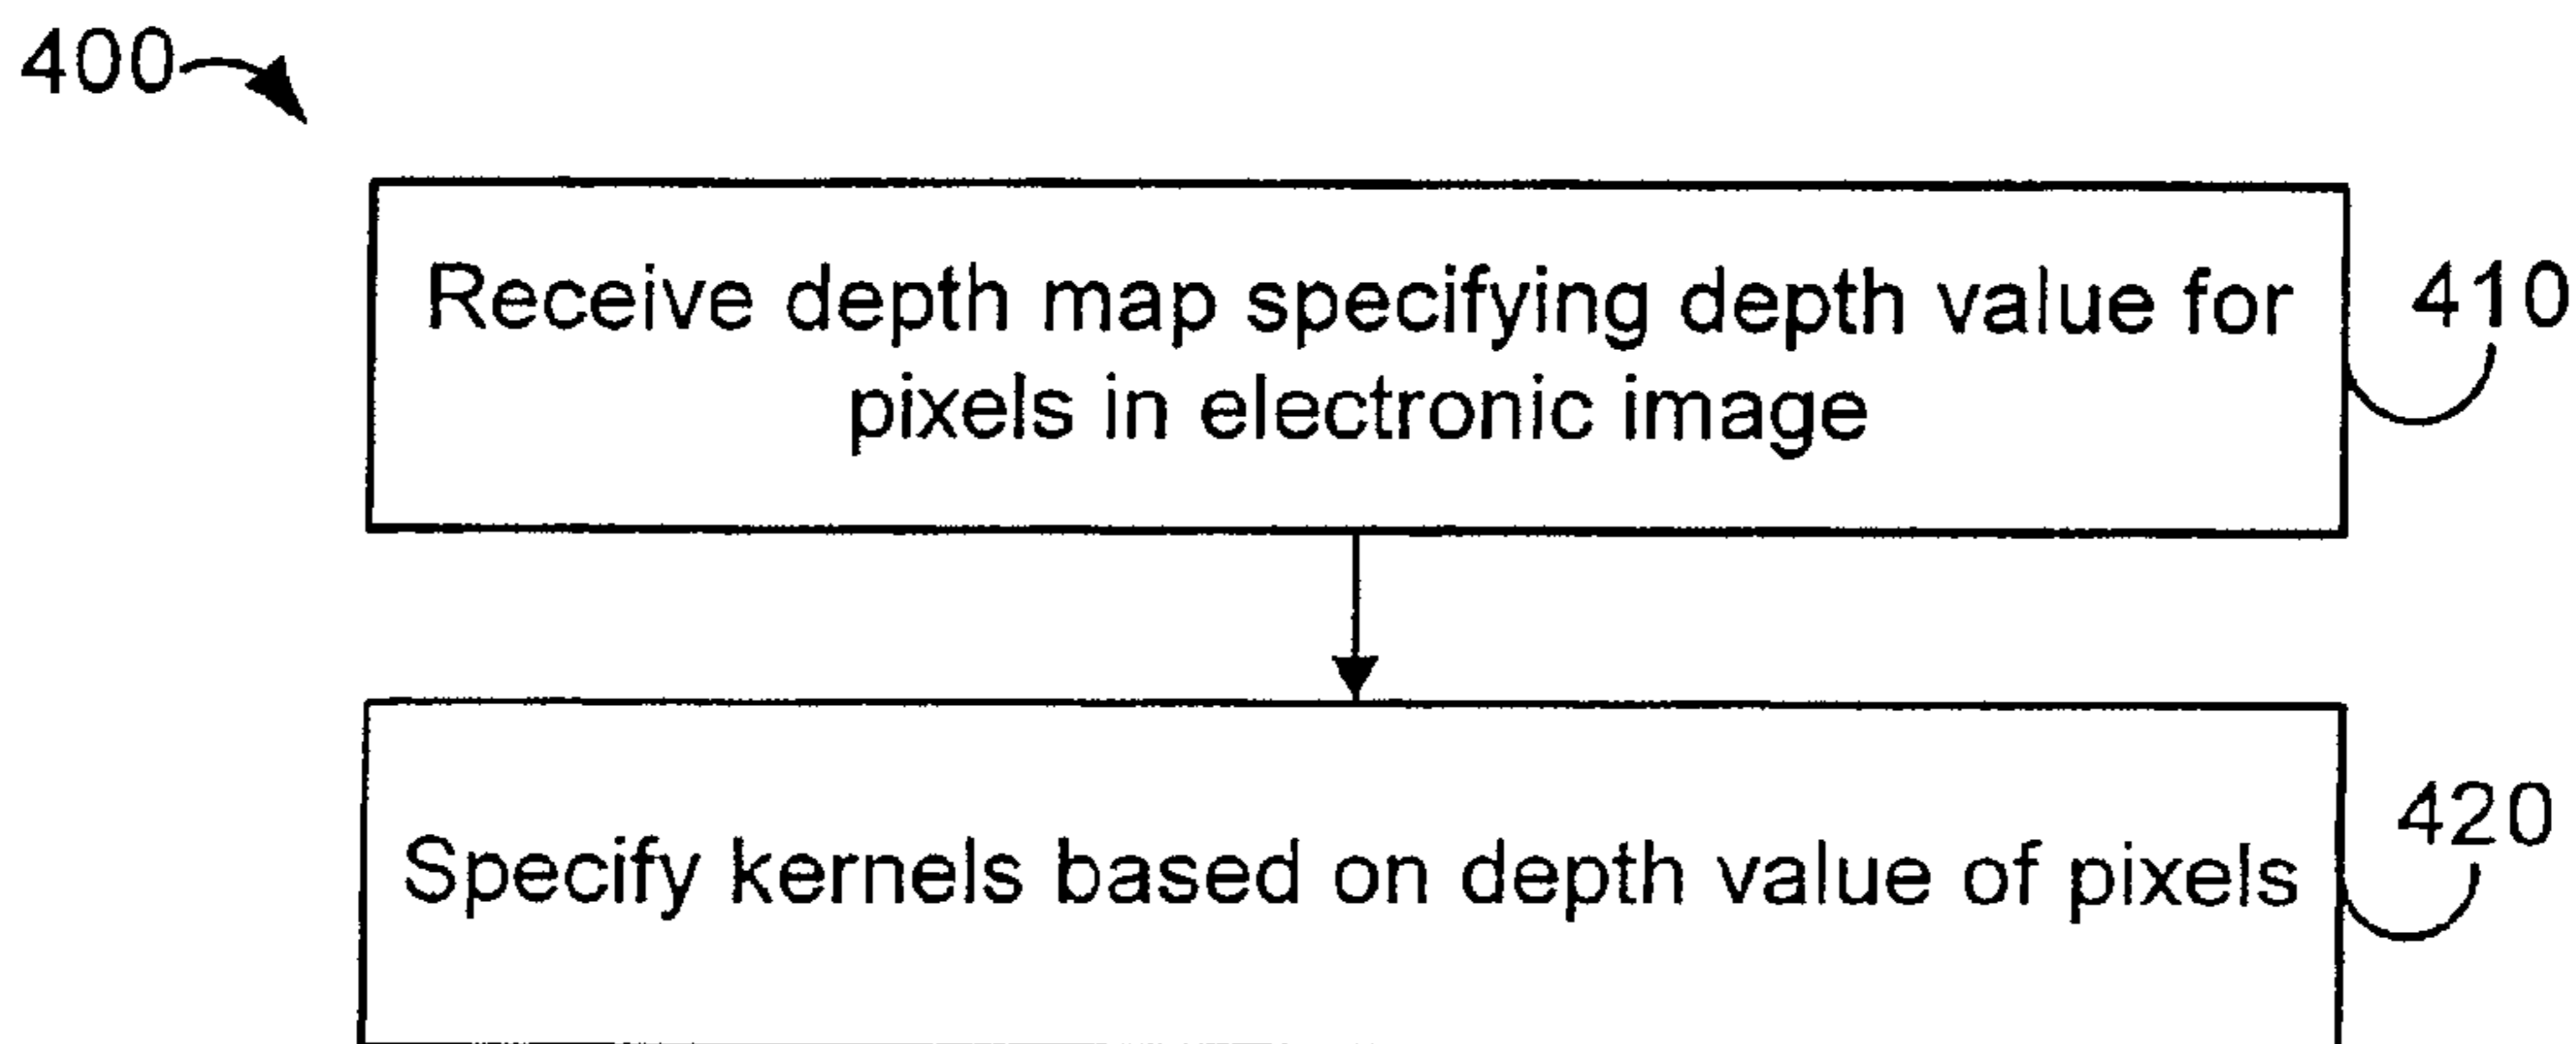 400
Receive depth map specifying depth value for
pixels in electronic image
410
Specify kernels based on depth value of pixels
420